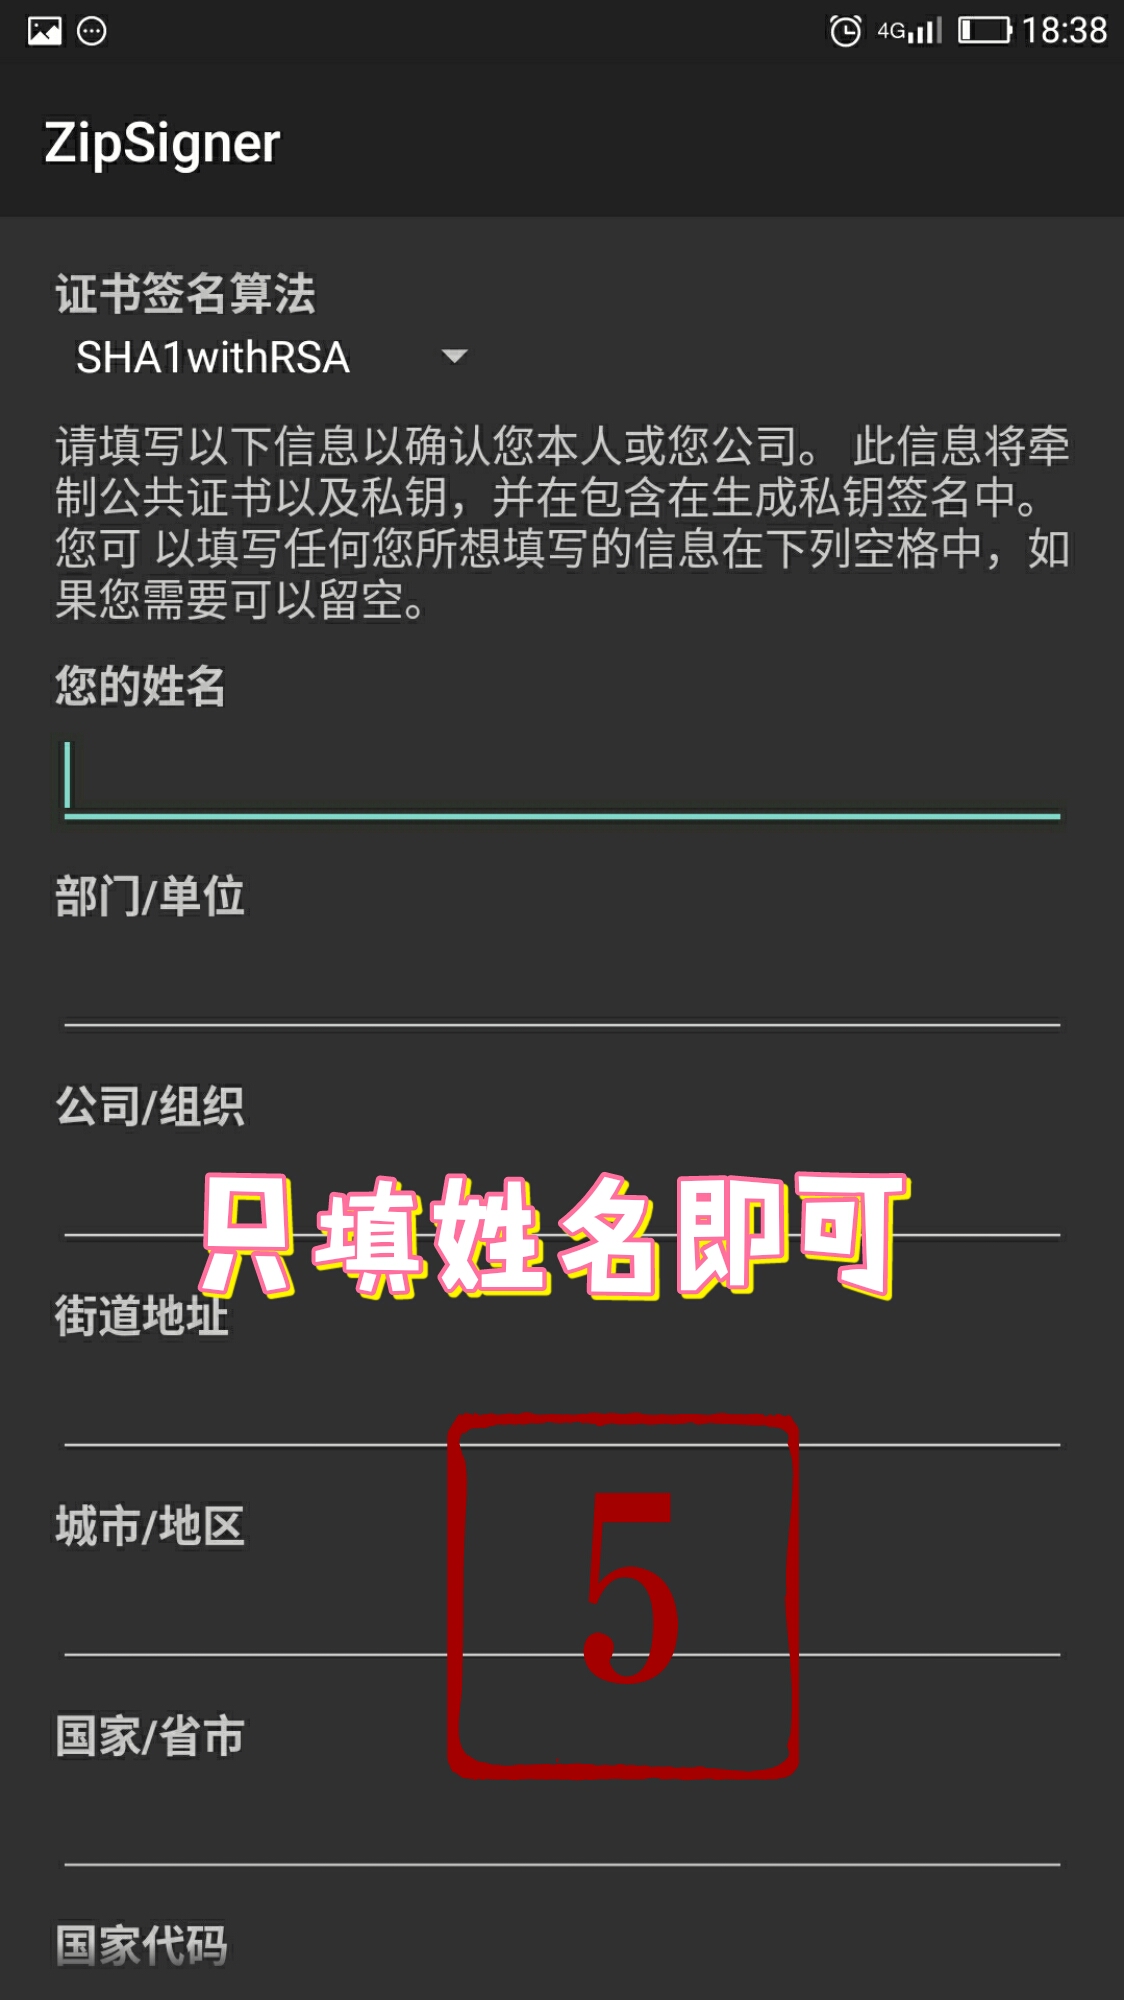 4G 18:38
ZipSigner
证书签名算法
SHA1withRSA
请填写以下信息以确认您本人或您公司。 此信息将牵
制公共证书以及私钥，并在包含在生成私钥签名中。
您可 以填写任何您所想填写的信息在下列空格中，如
果您需要可以留空。
您的姓名
部门/单位
公司/组织
只填姓名即可
街道地址
城市/地区
5
国家/省市
国家代码